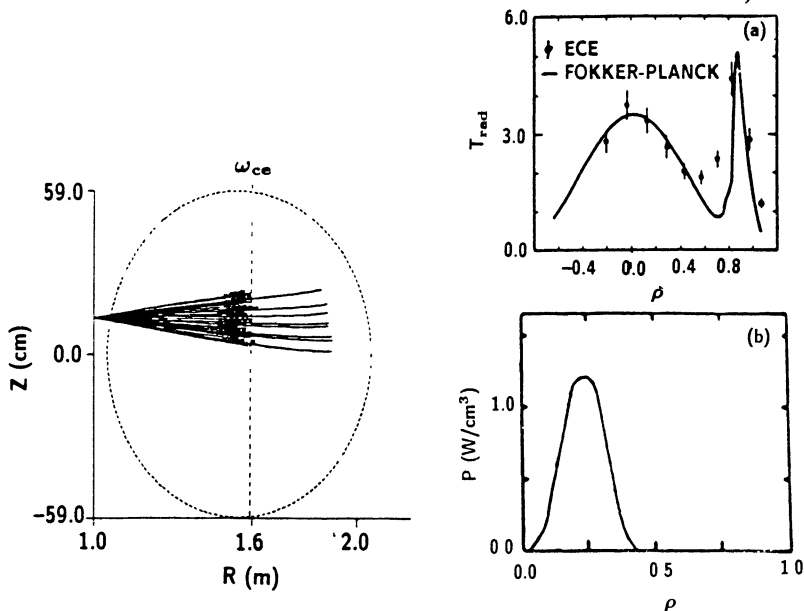 ω_ce
59.0
0.0
−59.0
Z (cm)
1.0
1.6
2.0
R (m)
(a)
ECE
FOKKER-PLANCK
6.0
3.0
0.0
T_rad
−0.4
0.0
0.4
0.8
ρ
(b)
P (W/cm³)
1.0
0 0
0.0
0 5
1 0
ρ